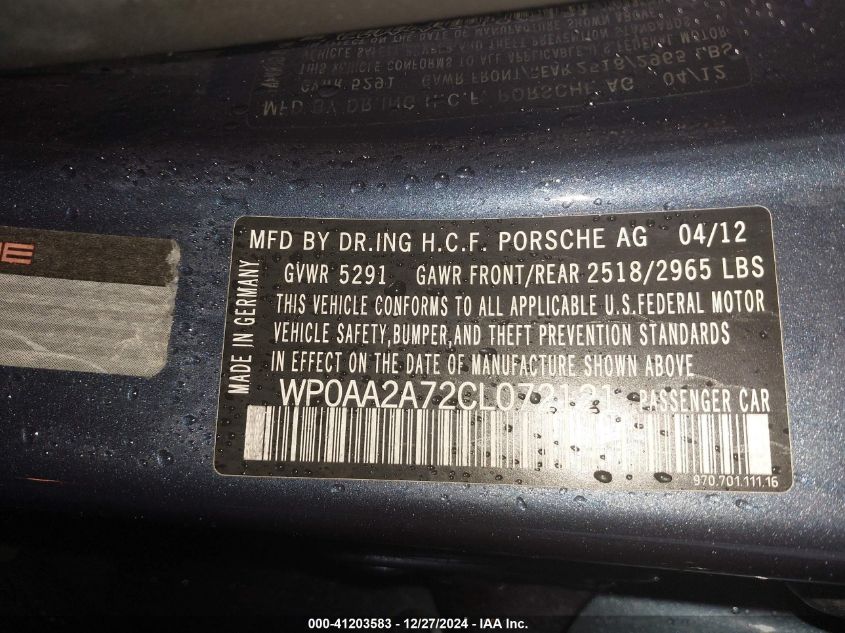 MFD BY DR.ING H.C.F. PORSCHE AG 04/12
GVWR 5291 GAWR FRONT/REAR 2518/2965 LBS
THIS VEHICLE CONFORMS TO ALL APPLICABLE U.S.FEDERAL MOTOR
VEHICLE SAFETY,BUMPER,AND THEFT PREVENTION STANDARDS
IN EFFECT ON THE DATE OF MANUFACTURE SHOWN ABOVE
WP0AA2A72CL072121 PASSENGER CAR
MADE IN GERMANY
970.701.111.16
000-41203583 - 12/27/2024 - IAA Inc.